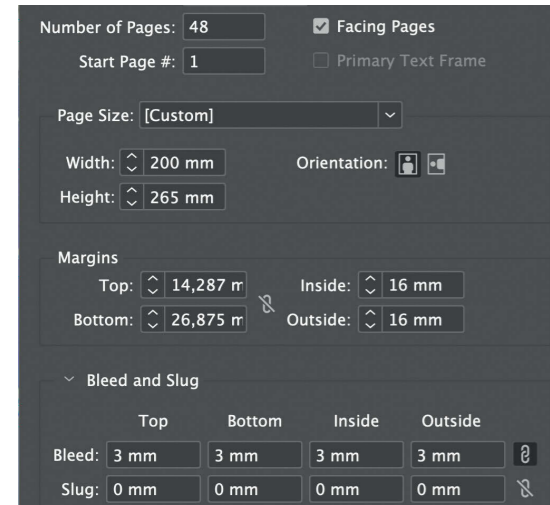 Number of Pages: 48 Facing Pages
Start Page #: 1 Primary Text Frame
Page Size: [Custom]
Width: 200 mm Orientation:
Height: 265 mm
Margins
Top: 14,287 m Inside: 16 mm
Bottom: 26,875 m Outside: 16 mm
Bleed and Slug
Top Bottom Inside Outside
Bleed: 3 mm 3 mm 3 mm 3 mm
Slug: 0 mm 0 mm 0 mm 0 mm